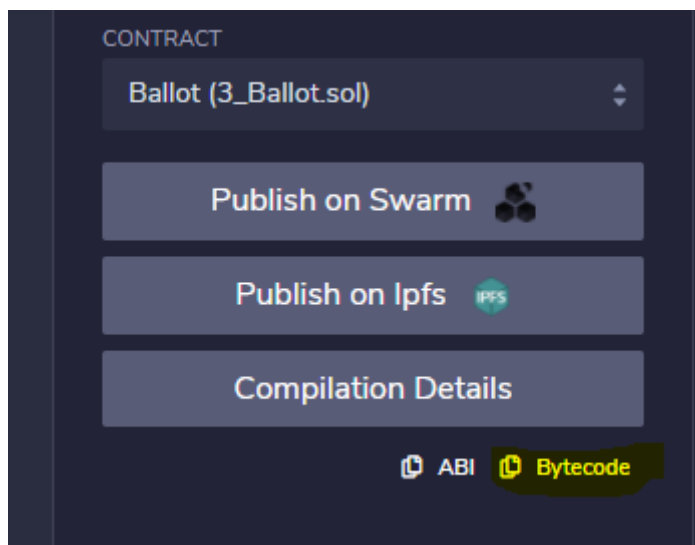 CONTRACT
Ballot (3_Ballot.sol)
Publish on Swarm
Publish on Ipfs IPFS
Compilation Details
ABI Bytecode